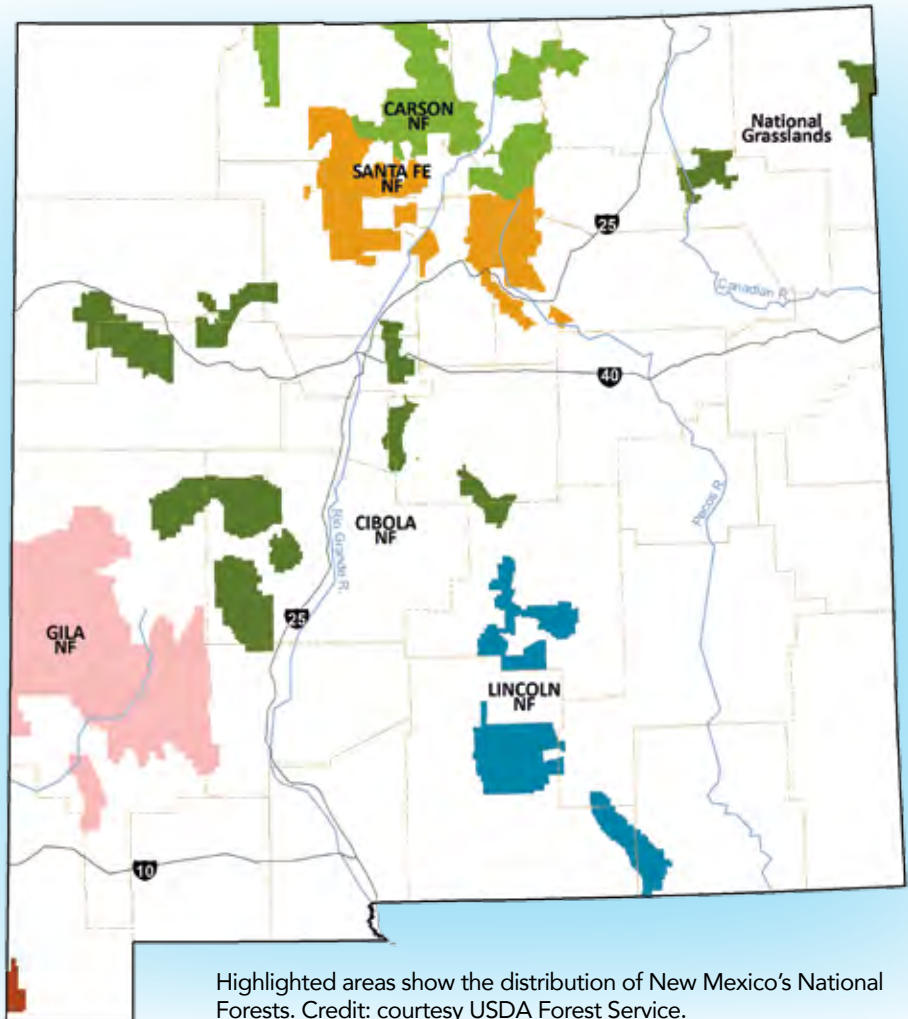 CARSON
NF
National
Grasslands
SANTA FE
NF
25
Canadian R.
40
Rio Grande R.
Pecos R.
CIBOLA
NF
25
GILA
NF
LINCOLN
NF
10
Highlighted areas show the distribution of New Mexico's National
Forests. Credit: courtesy USDA Forest Service.